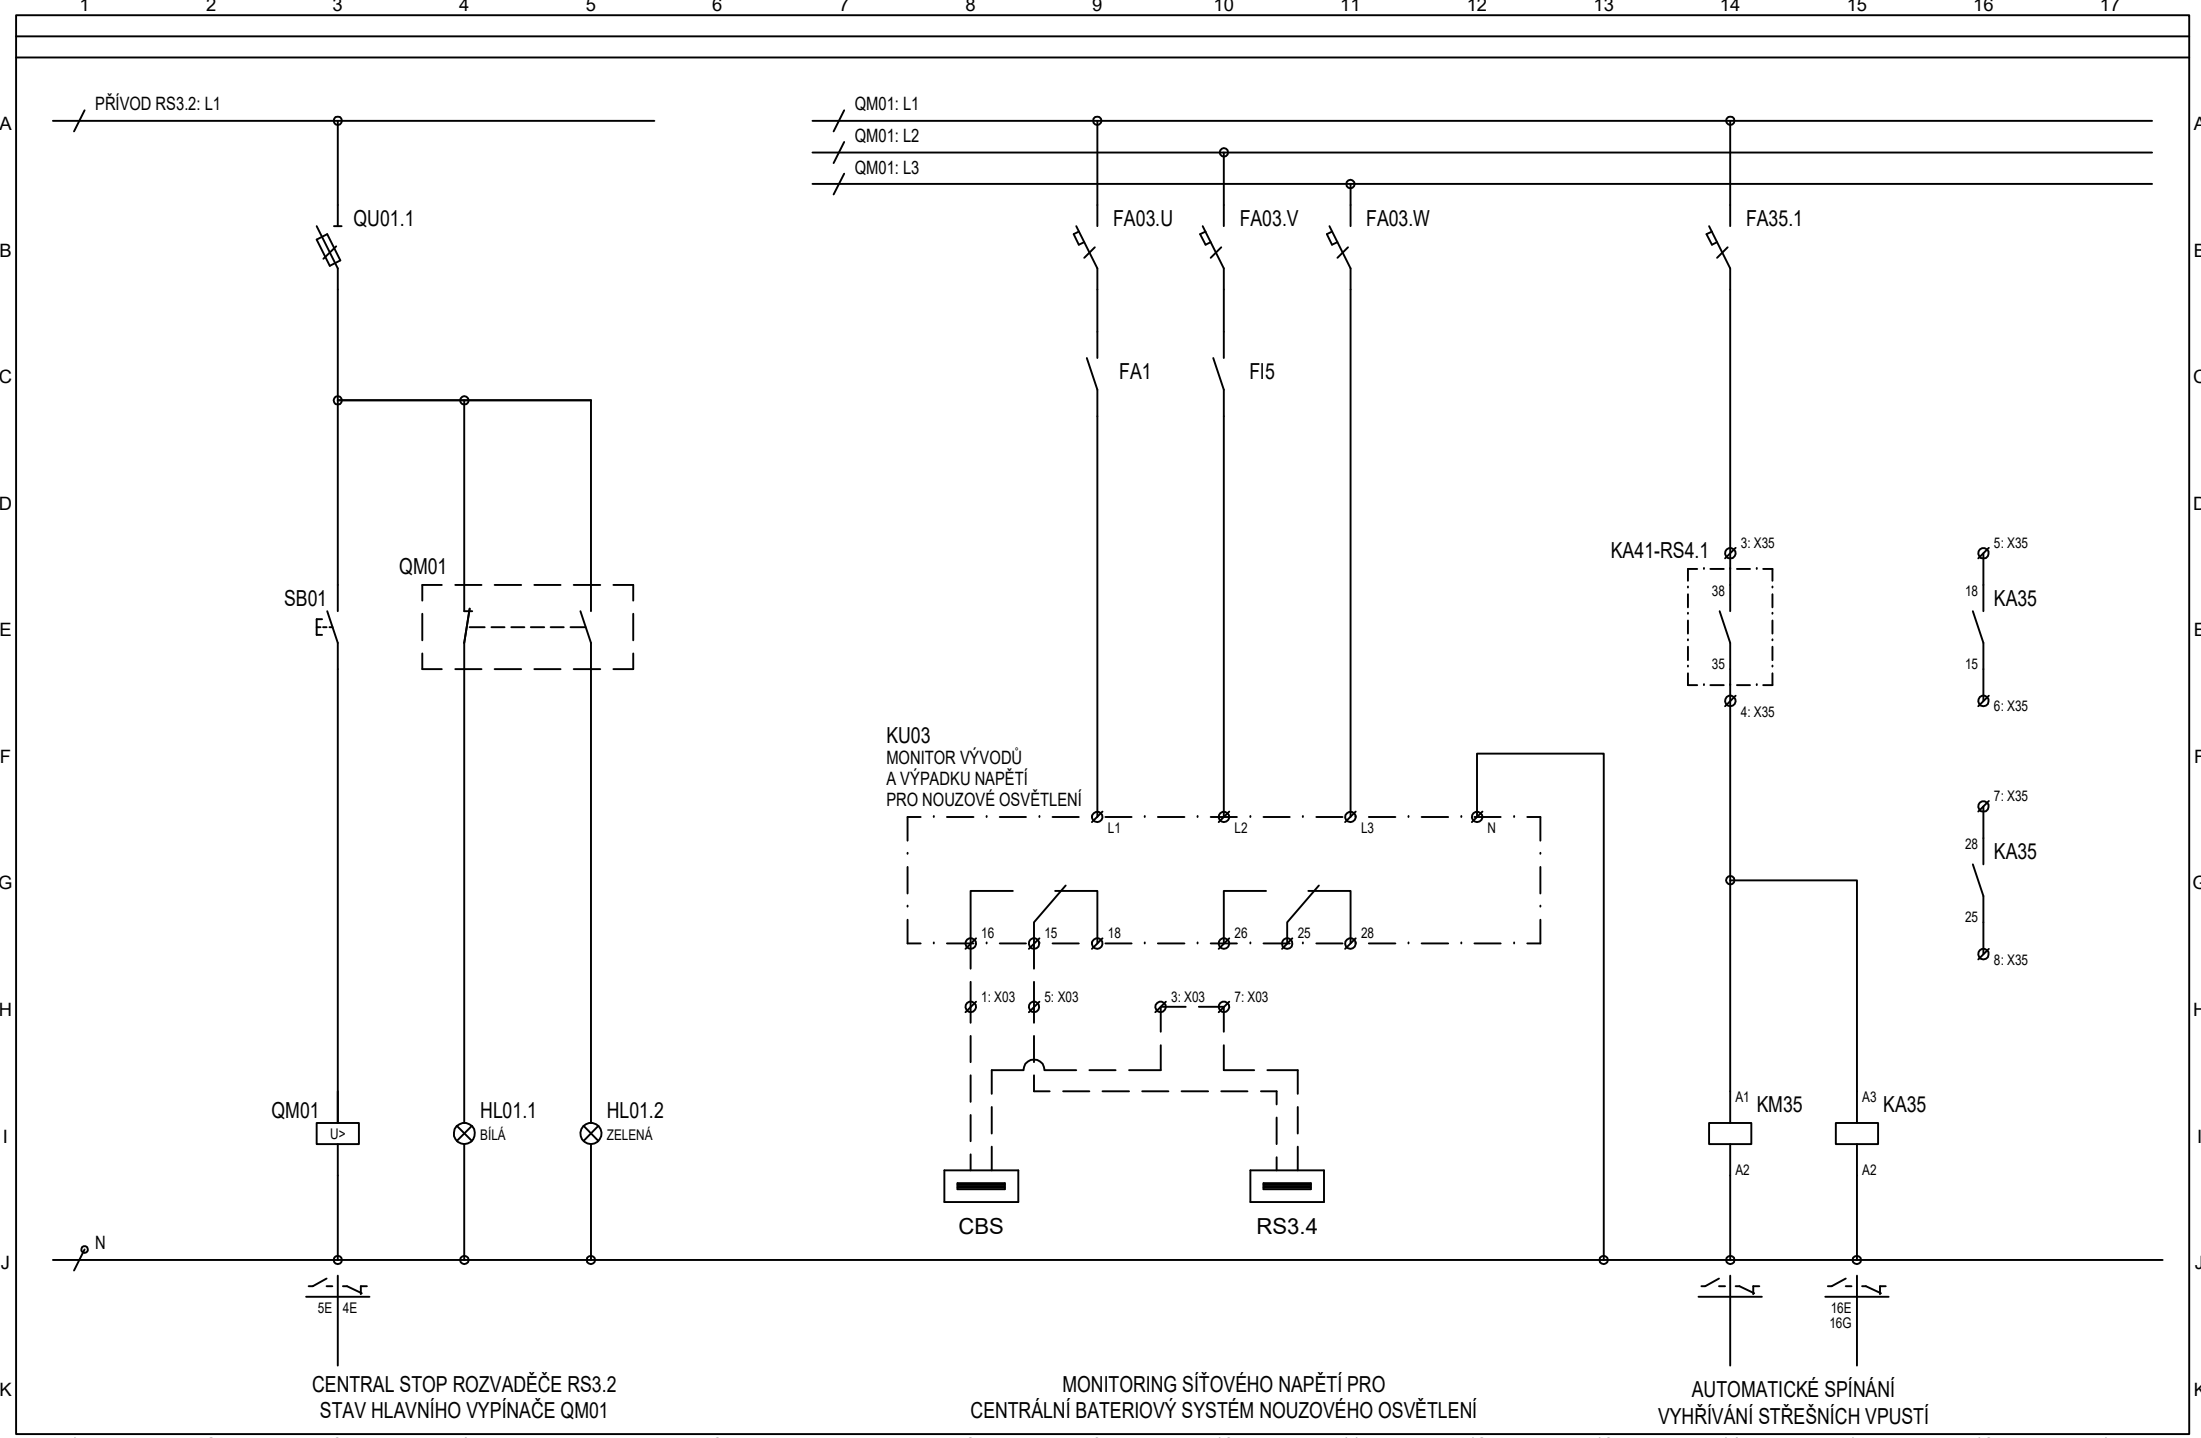 1 2 3 4 5 6 7 8 9 10 11 12 13 14 15 16 17
A PŘÍVOD RS3.2: L1 QM01: L1 A
QM01: L2
QM01: L3
B QU01.1 FA03.U FA03.V FA03.W FA35.1 B
C FA1 FI5 C
D D
QM01 KA41-RS4.1 3: X35 5: X35
SB01 38 18 KA35
E E
35 15
4: X35 6: X35
KU03
F MONITOR VÝVODŮ F
A VÝPADKU NAPĚTÍ
PRO NOUZOVÉ OSVĚTLENÍ 7: X35
L1 L2 L3 N
28 KA35
G G
25
16 15 18 26 25 28
8: X35
H 1: X03 5: X03 3: X03 7: X03 H
QM01 HL01.1 HL01.2 A1 KM35 A3 KA35
I U> BÍLÁ ZELENÁ I
A2 A2
CBS RS3.4
N
J J
5E 4E 16E
16G
K CENTRAL STOP ROZVADĚČE RS3.2 K
STAV HLAVNÍHO VYPÍNAČE QM01
MONITORING SÍŤOVÉHO NAPĚTÍ PRO
CENTRÁLNÍ BATERIOVÝ SYSTÉM NOUZOVÉHO OSVĚTLENÍ
AUTOMATICKÉ SPÍNÁNÍ
VYHŘÍVÁNÍ STŘEŠNÍCH VPUSTÍ